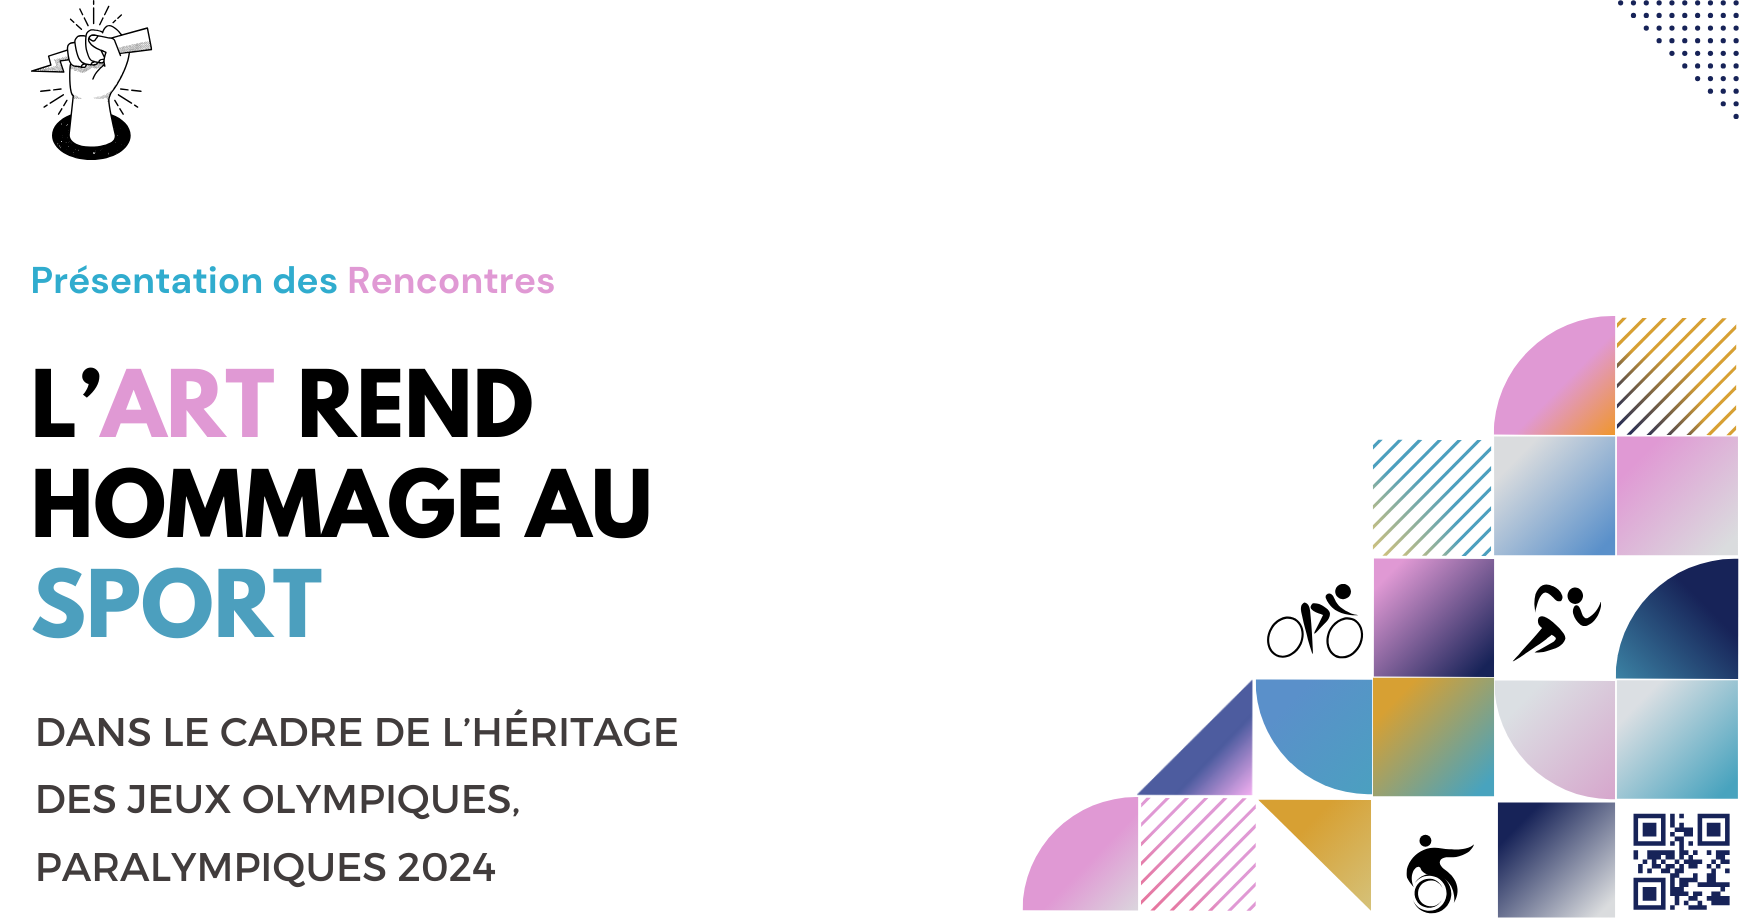 Présentation des Rencontres
L’ART REND
HOMMAGE AU
SPORT
DANS LE CADRE DE L’HÉRITAGE
DES JEUX OLYMPIQUES,
PARALYMPIQUES 2024